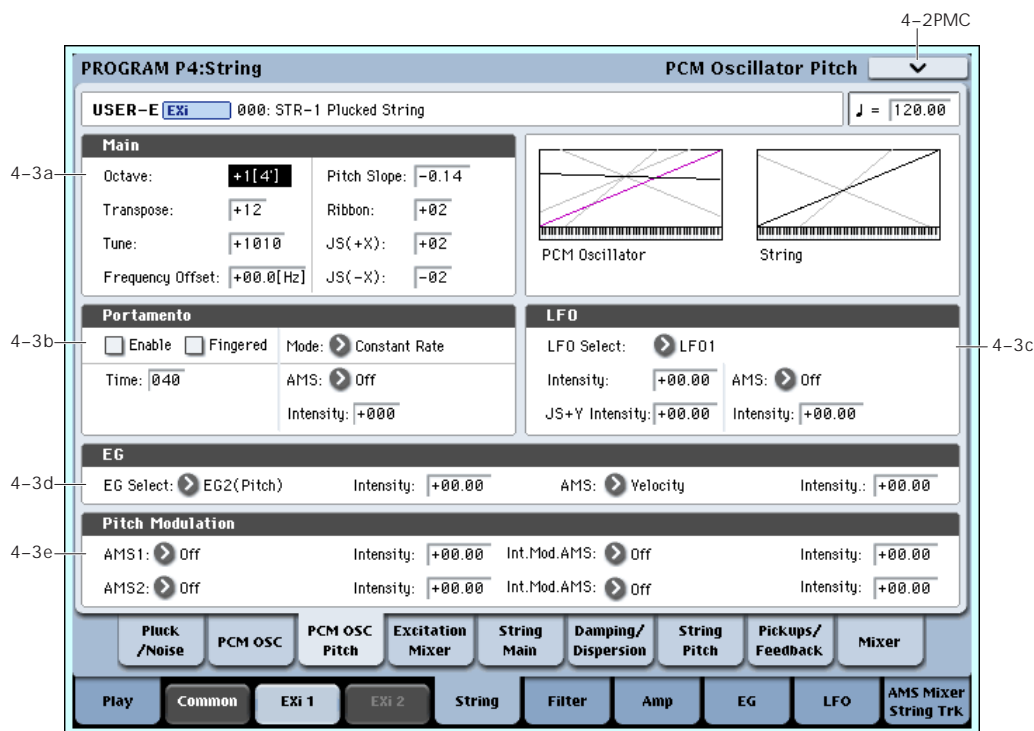 4–2PMC
PROGRAM P4:String PCM Oscillator Pitch
USER–E EXi 000: STR–1 Plucked String ♩ = 120.00
Main
4–3a
Octave: +1[4'] Pitch Slope: –0.14
Transpose: +12 Ribbon: +02
Tune: +1010 JS(+X): +02
Frequency Offset: +00.0[Hz] JS(–X): –02
PCM Oscillator String
Portamento
4–3b
Enable Fingered Mode: Constant Rate
Time: 040 AMS: Off
Intensity: +000
LFO
4–3c
LFO Select: LFO1
Intensity: +00.00 AMS: Off
JS+Y Intensity: +00.00 Intensity: +00.00
EG
4–3d
EG Select: EG2(Pitch) Intensity: +00.00 AMS: Velocity Intensity.: +00.00
Pitch Modulation
4–3e
AMS1: Off Intensity: +00.00 Int.Mod.AMS: Off Intensity: +00.00
AMS2: Off Intensity: +00.00 Int.Mod.AMS: Off Intensity: +00.00
Pluck /Noise
PCM OSC
PCM OSC Pitch
Excitation Mixer
String Main
Damping/ Dispersion
String Pitch
Pickups/ Feedback
Mixer
Play Common EXi 1 EXi 2 String Filter Amp EG LFO AMS Mixer String Trk